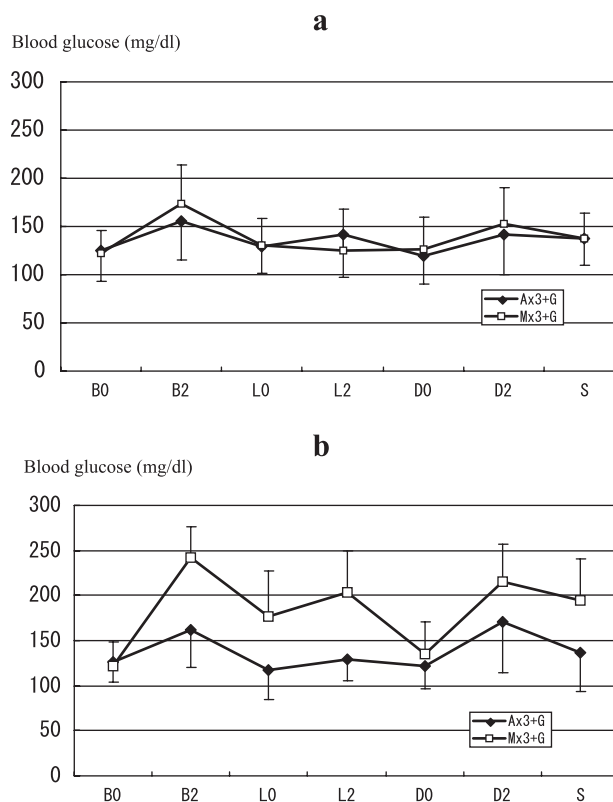 a
Blood glucose (mg/dl)
300
250
200
150
100
50
0
Ax3+G
Mx3+G
B0 B2 L0 L2 D0 D2 S
b
Blood glucose (mg/dl)
300
250
200
150
100
50
0
Ax3+G
Mx3+G
B0 B2 L0 L2 D0 D2 S